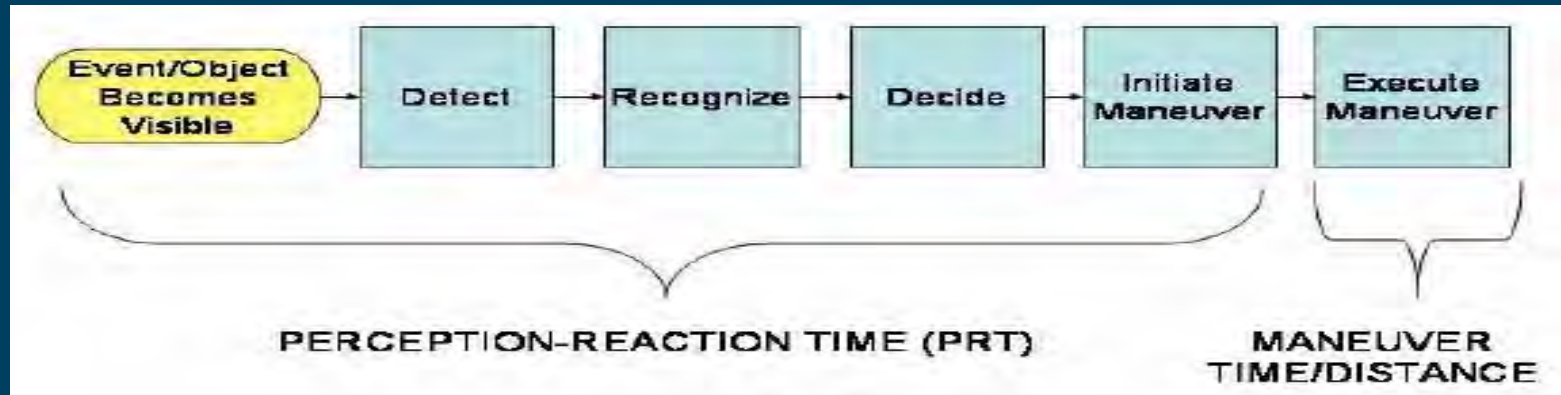 Event/Object
Becomes
Visible
Detect
Recognize
Decide
Initiate
Maneuver
Execute
Maneuver
PERCEPTION-REACTION TIME (PRT)
MANEUVER
TIME/DISTANCE